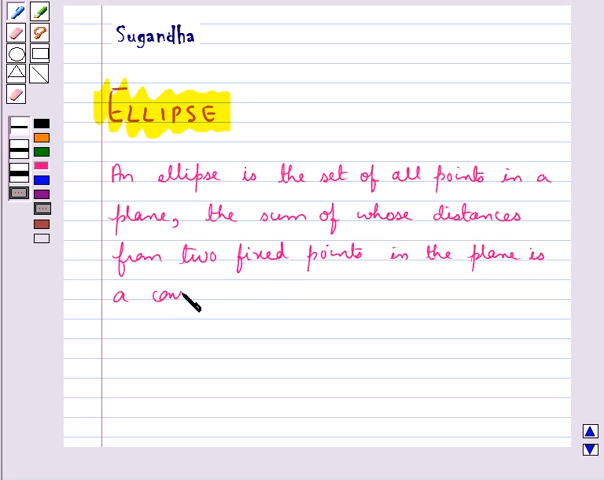 Sugandha
ELLIPSE
An ellipse is the set of all points in a
plane, the sum of whose distances
from two fixed points in the plane is
a con